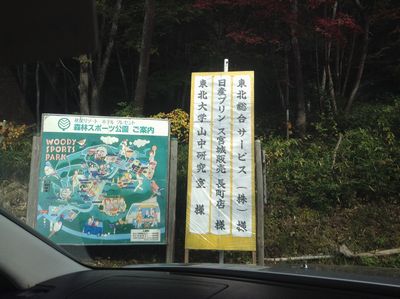 森林スポーツ公園 ご案内
WOODY
SPORTS
PARK
東北総合サービス（株）様
日産プリンス宮城販売 長町店 様
東北大学 山中研究室 様